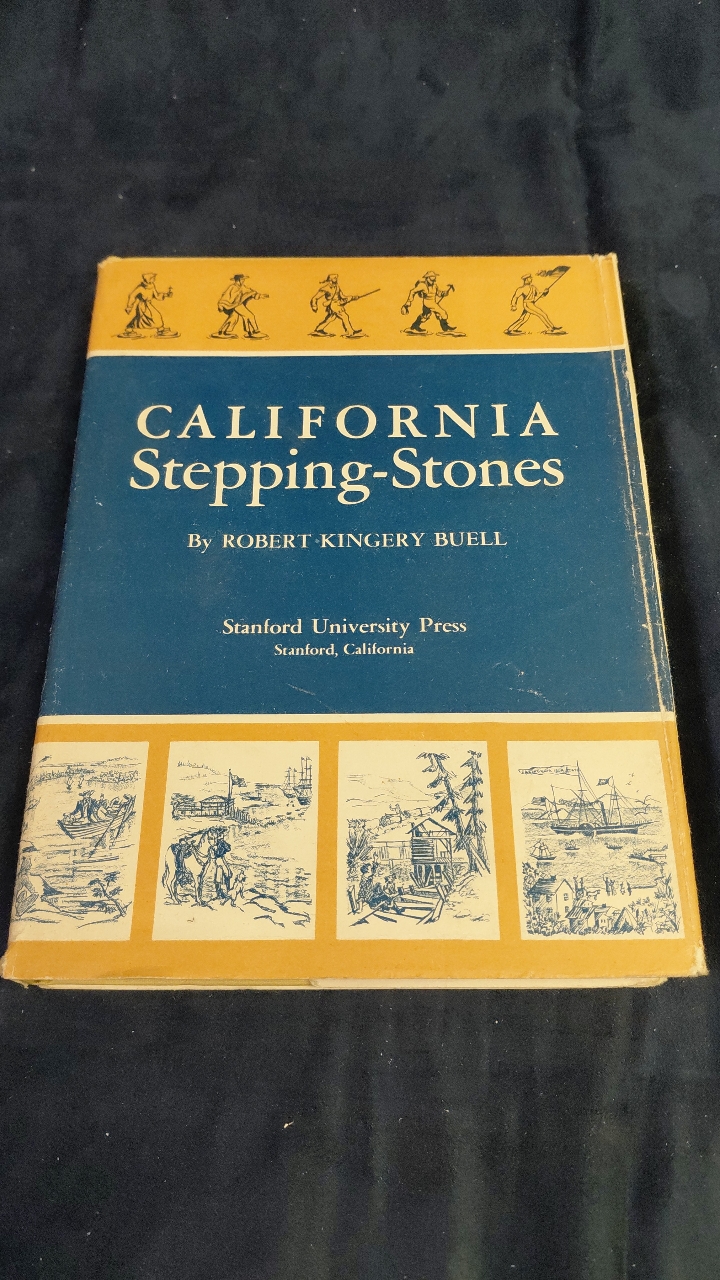 CALIFORNIA
Stepping-Stones
By ROBERT KINGERY BUELL
Stanford University Press
Stanford, California